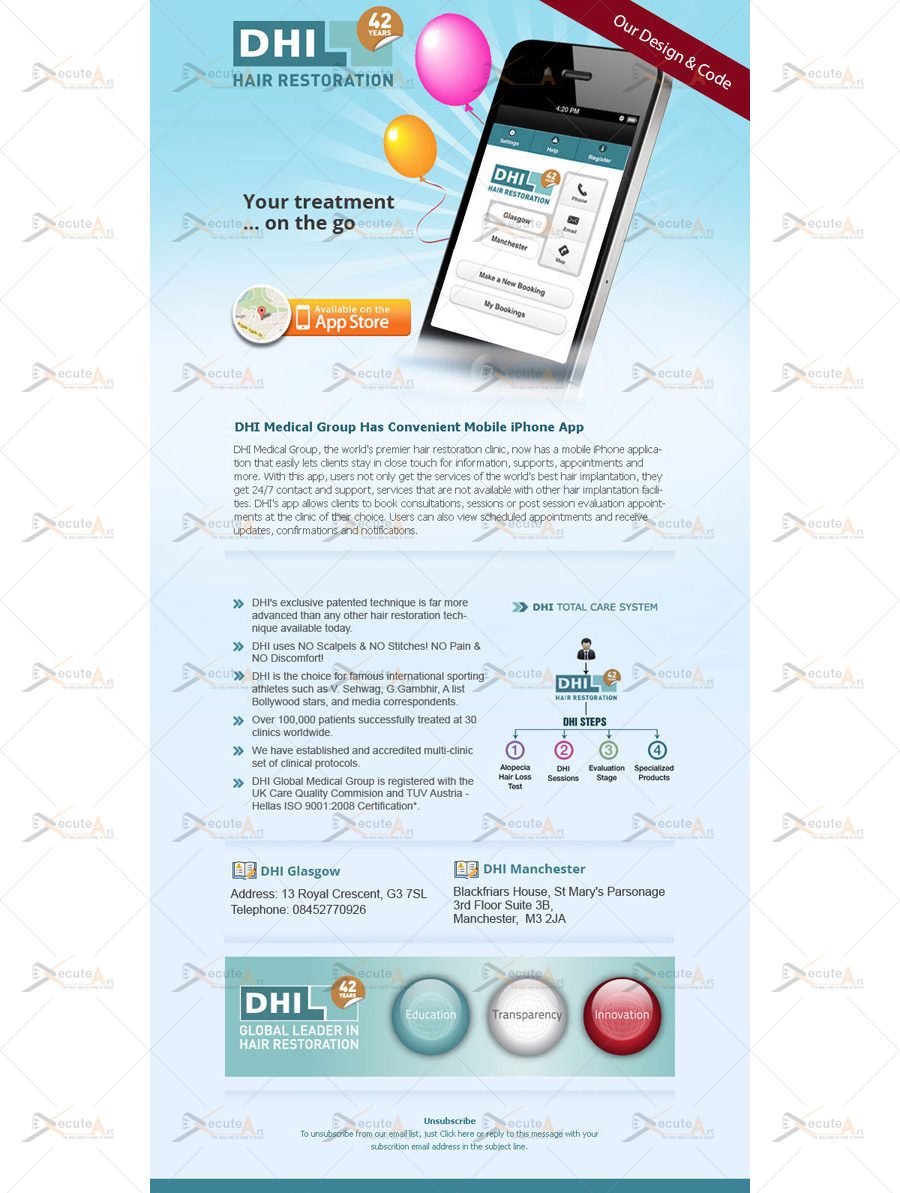 Our Design & Code
DHI
42
YEARS
HAIR RESTORATION
4:20 PM
Settings
Help
Register
DHI
42
YEARS
HAIR RESTORATION
Phone
Glasgow
Email
Manchester
Map
Make a New Booking
My Bookings
Your treatment
... on the go
Available on the
App Store
DHI Medical Group Has Convenient Mobile iPhone App
DHI Medical Group, the world's premier hair restoration clinic, now has a mobile iPhone applica-
tion that easily lets clients stay in close touch for information, supports, appointments and
more. With this app, users not only get the services of the world's best hair implantation, they
get 24/7 contact and support, services that are not available with other hair implantation facili-
ties. DHI's app allows clients to book consultations, sessions or post session evaluation appoint-
ments at the clinic of their choice. Users can also view scheduled appointments and receive
updates, confirmations and notifications.
DHI's exclusive patented technique is far more
advanced than any other hair restoration tech-
nique available today.
DHI uses NO Scalpels & NO Stitches! NO Pain &
NO Discomfort!
DHI is the choice for famous international sporting
athletes such as V. Sehwag, G.Gambhir, A list
Bollywood stars, and media correspondents.
Over 100,000 patients successfully treated at 30
clinics worldwide.
We have established and accredited multi-clinic
set of clinical protocols.
DHI Global Medical Group is registered with the
UK Care Quality Commision and TUV Austria -
Hellas ISO 9001:2008 Certification*.
DHI TOTAL CARE SYSTEM
DHI
42
YEARS
HAIR RESTORATION
DHI STEPS
1
2
3
4
Alopecia
Hair Loss
Test
DHI
Sessions
Evaluation
Stage
Specialized
Products
DHI Glasgow
Address: 13 Royal Crescent, G3 7SL
Telephone: 08452770926
DHI Manchester
Blackfriars House, St Mary's Parsonage
3rd Floor Suite 3B,
Manchester, M3 2JA
DHI
42
YEARS
GLOBAL LEADER IN
HAIR RESTORATION
Education
Transparency
Innovation
Unsubscribe
To unsubscribe from our email list, just Click here or reply to this message with your
subscrition email address in the subject line.